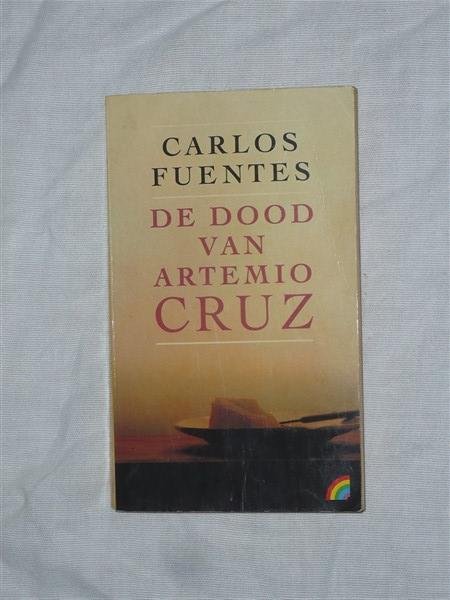 CARLOS
FUENTES
DE DOOD
VAN
ARTEMIO
CRUZ